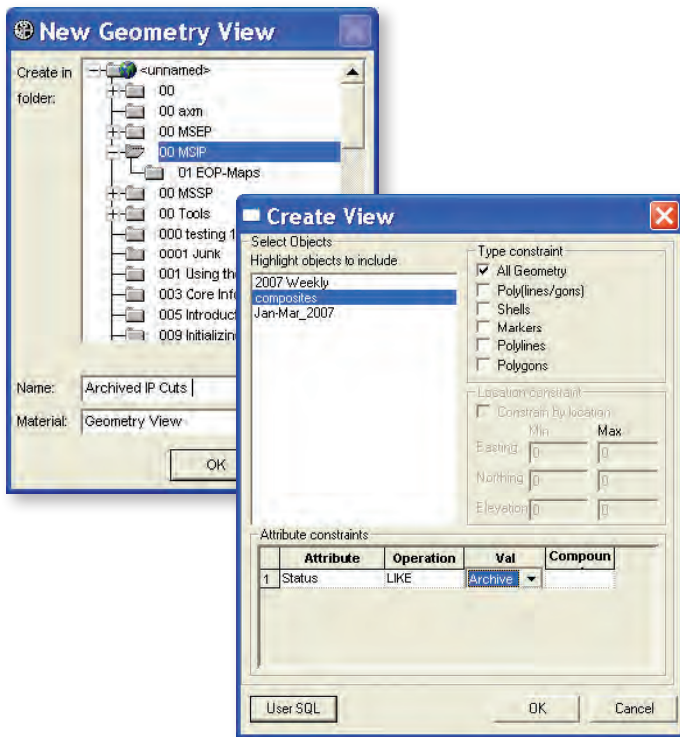 New Geometry View
Create in folder:
<unnamed>
00
00 axm
00 MSEP
00 MSIP
01 EOP-Maps
00 MSSP
00 Tools
000 testing 1
0001 Junk
001 Using the
003 Core Info
005 Introduct
009 Initializing
Name:
Archived IP Cuts
Material:
Geometry View
OK
Create View
Select Objects
Highlight objects to include
2007 Weekly
composites
Jan-Mar_2007
Type constraint
All Geometry
Poly(lines/gons)
Shells
Markers
Polylines
Polygons
Location constraint
Constrain by location
Min Max
Easting 0 0
Northing 0 0
Elevation 0 0
Attribute constraints
Attribute Operation Val Compoun
1 Status LIKE Archive
User SQL
OK
Cancel